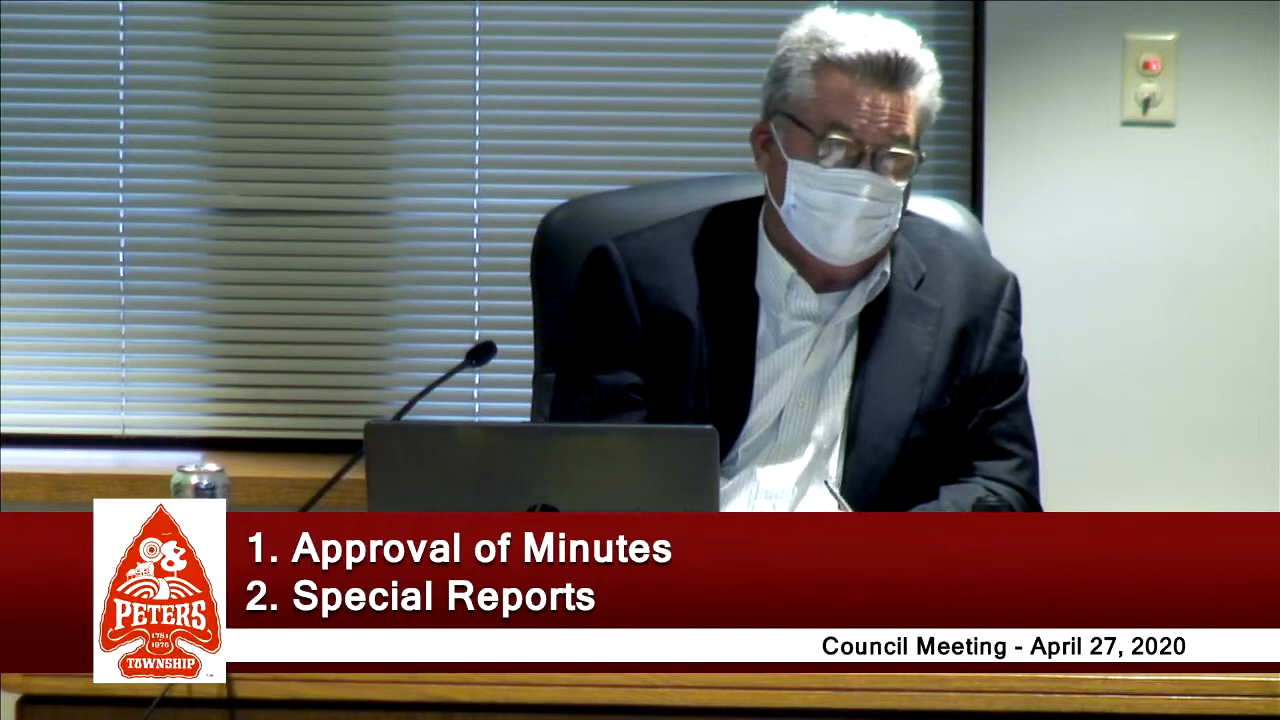 1. Approval of Minutes
2. Special Reports
Council Meeting - April 27, 2020
PETERS
1781
1976
TOWNSHIP